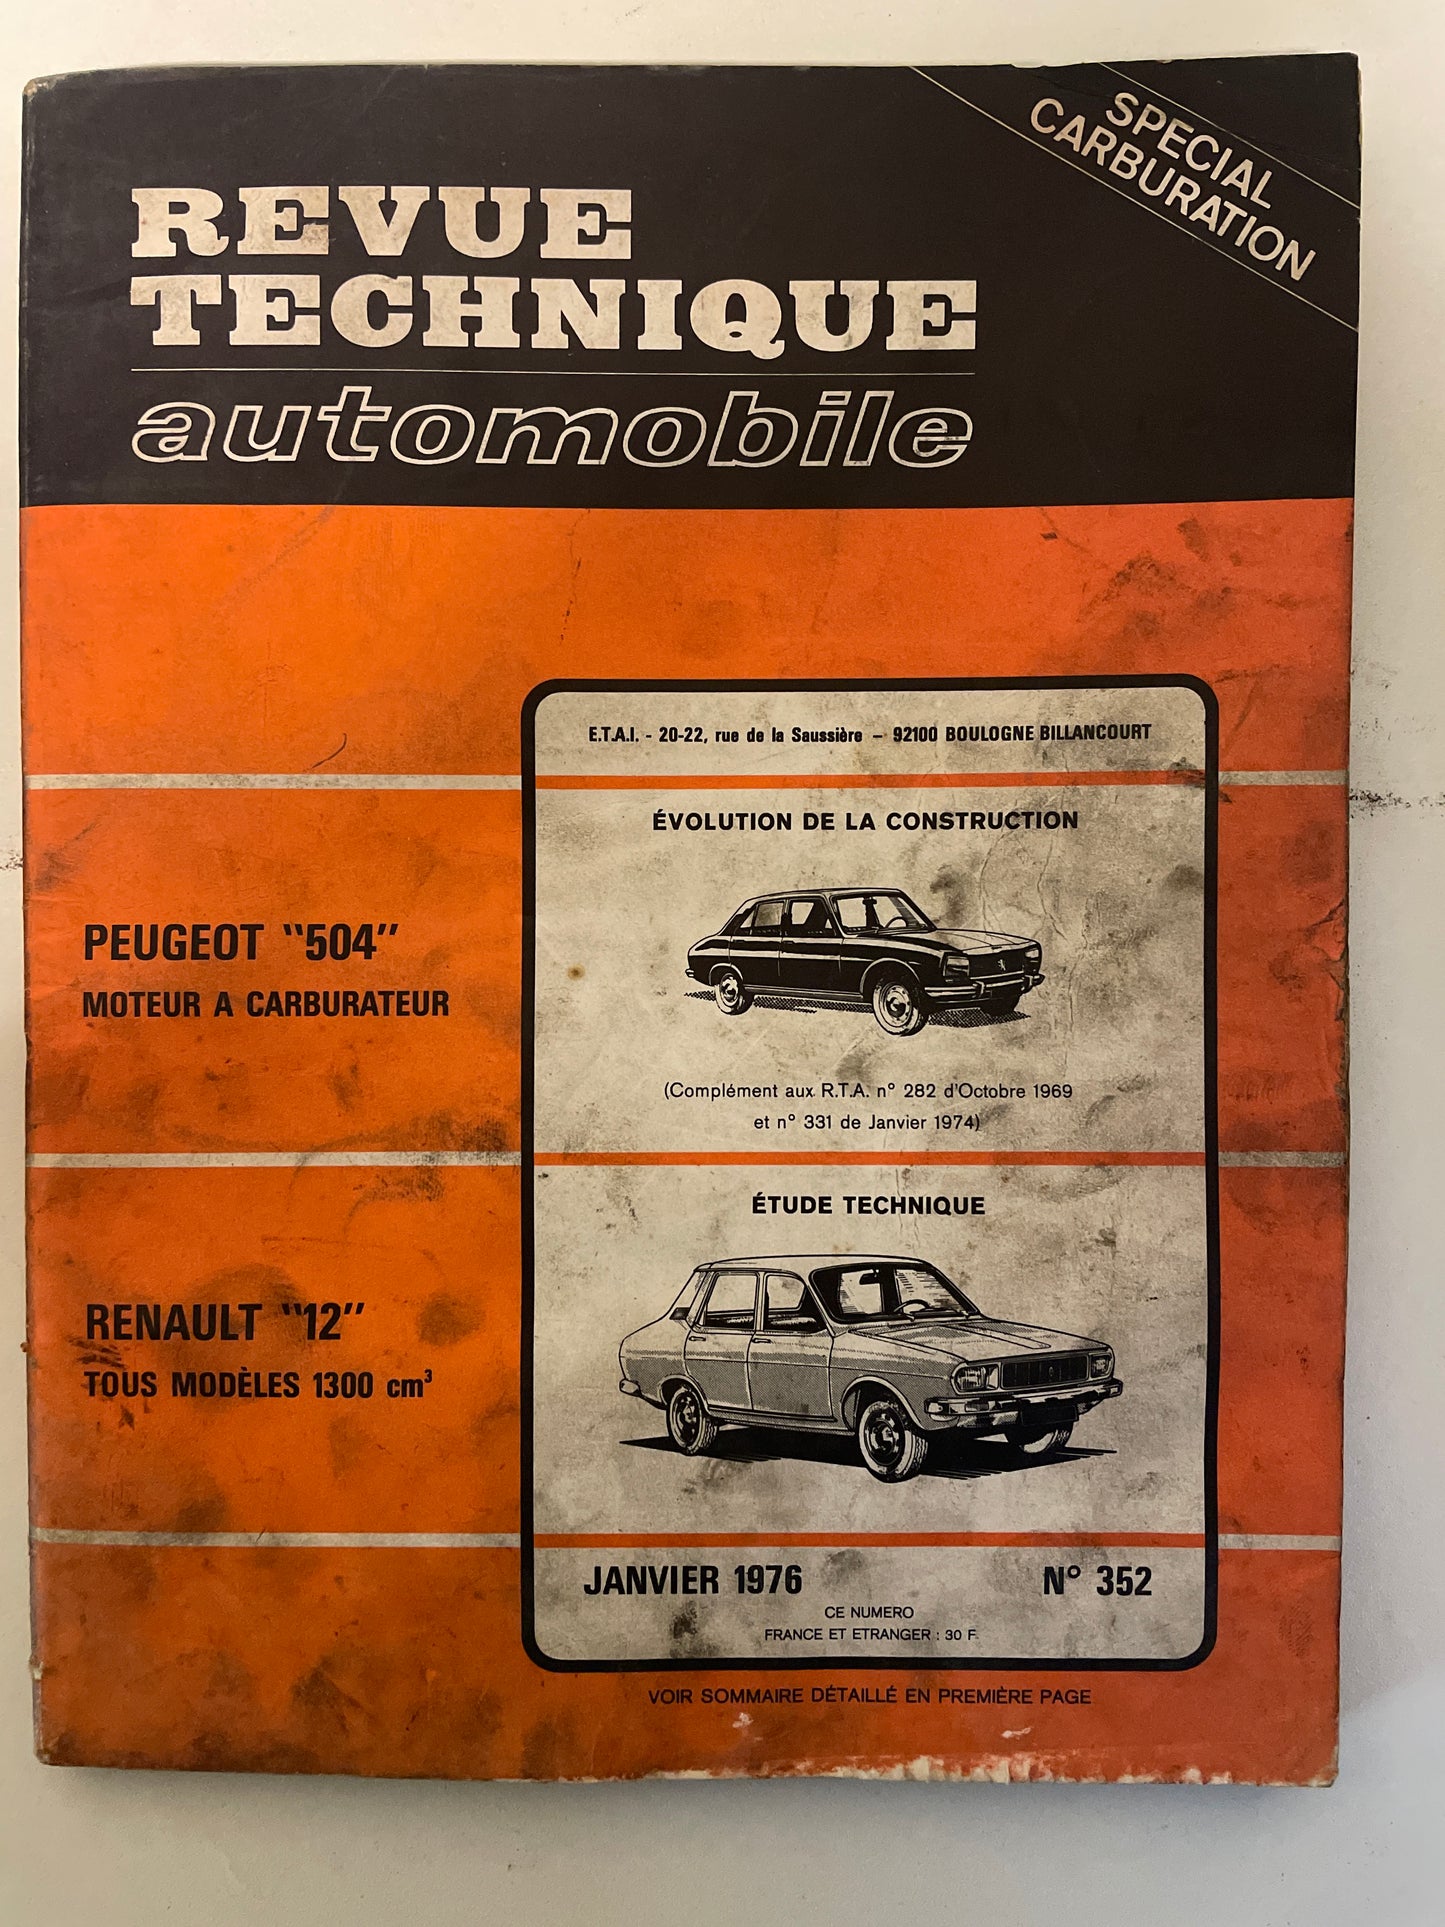 SPECIAL
CARBURATION
REVUE
TECHNIQUE
automobile
E.T.A.I. - 20-22, rue de la Saussière – 92100 BOULOGNE BILLANCOURT
ÉVOLUTION DE LA CONSTRUCTION
PEUGEOT "504"
MOTEUR A CARBURATEUR
(Complément aux R.T.A. n° 282 d'Octobre 1969
et n° 331 de Janvier 1974)
ÉTUDE TECHNIQUE
RENAULT "12"
TOUS MODÈLES 1300 cm³
JANVIER 1976 N° 352
CE NUMERO
FRANCE ET ETRANGER : 30 F.
VOIR SOMMAIRE DÉTAILLÉ EN PREMIÈRE PAGE